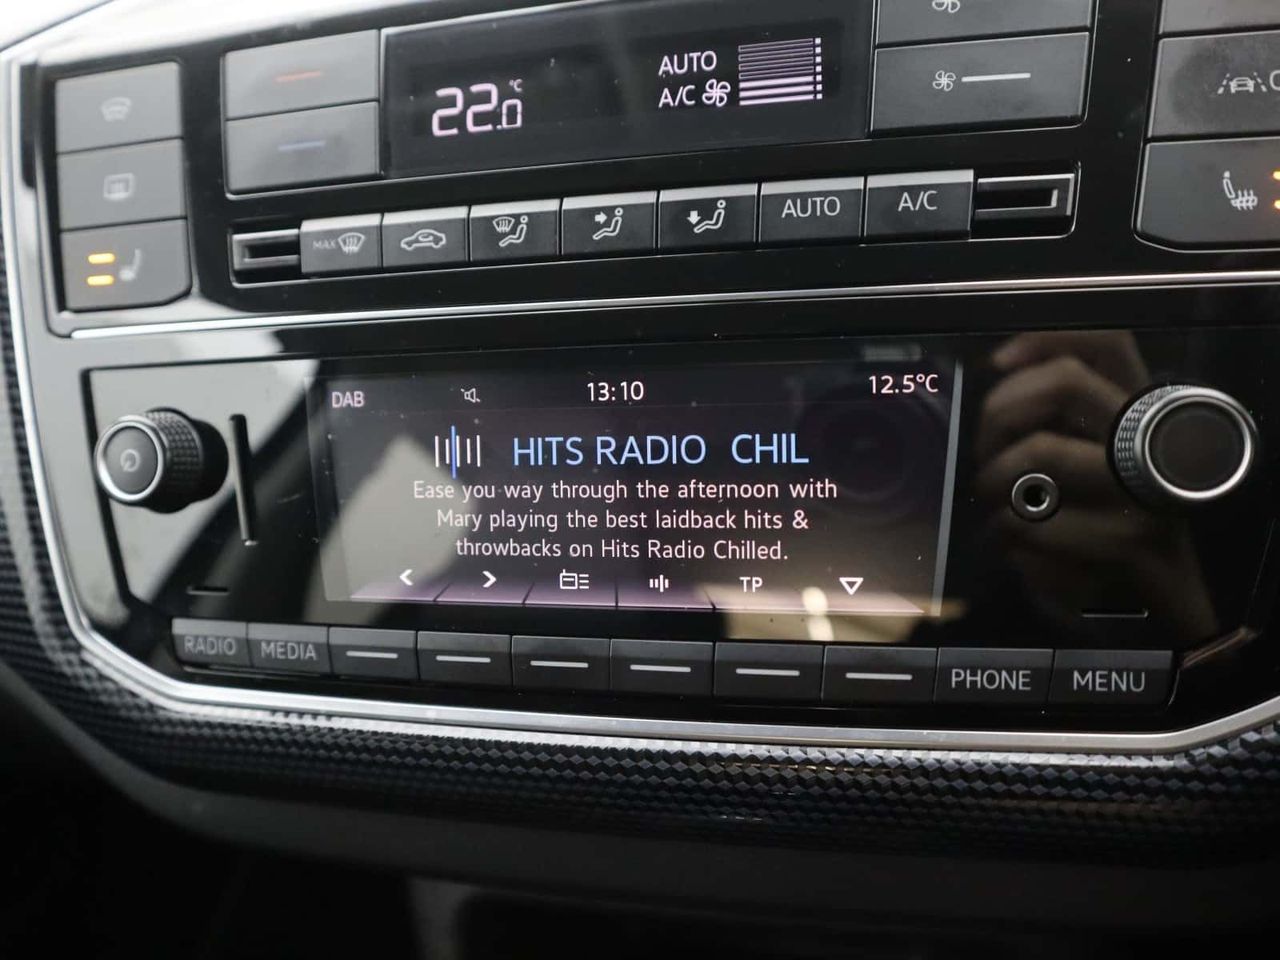 22.0 °C
AUTO
A/C
MAX
AUTO
A/C
DAB
13:10
12.5°C
HITS RADIO CHIL
Ease you way through the afternoon with
Mary playing the best laidback hits &
throwbacks on Hits Radio Chilled.
< > TP
RADIO MEDIA PHONE MENU